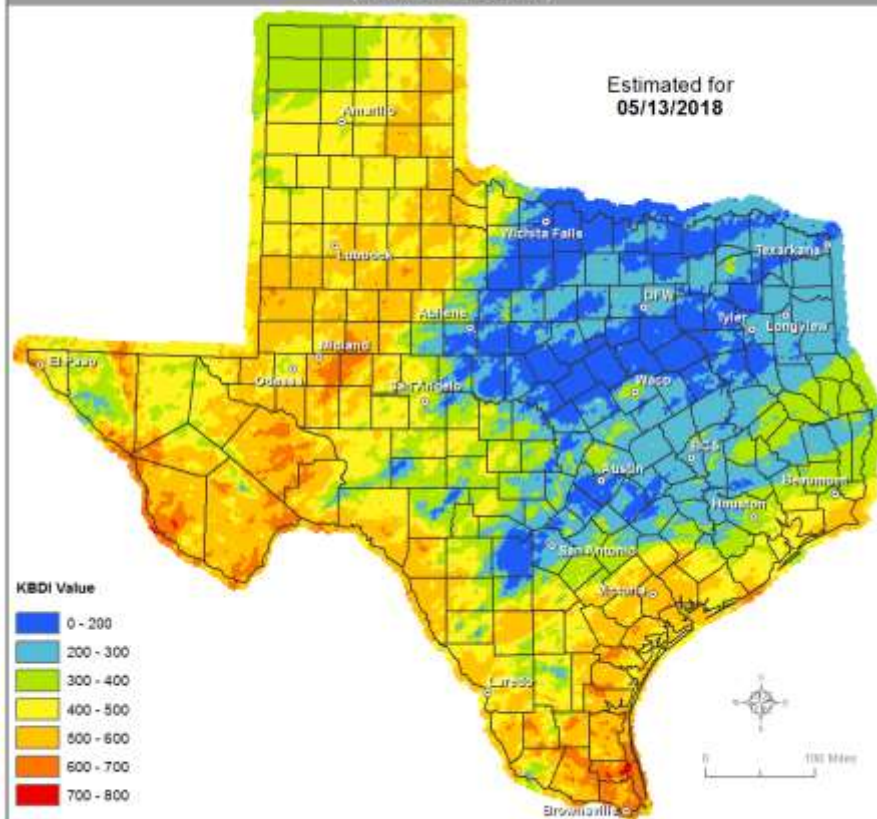 Estimated for
05/13/2018
Amarillo
Wichita Falls
Texarkana
Lubbock
DFW
Abilene
Tyler
Longview
Midland
El Paso
Odessa
San Angelo
Waco
BCS
Austin
Beaumont
Houston
San Antonio
KBDI Value
Victoria
0 - 200
200 - 300
300 - 400
Laredo
400 - 500
500 - 600
0 100 Miles
600 - 700
700 - 800
Brownsville